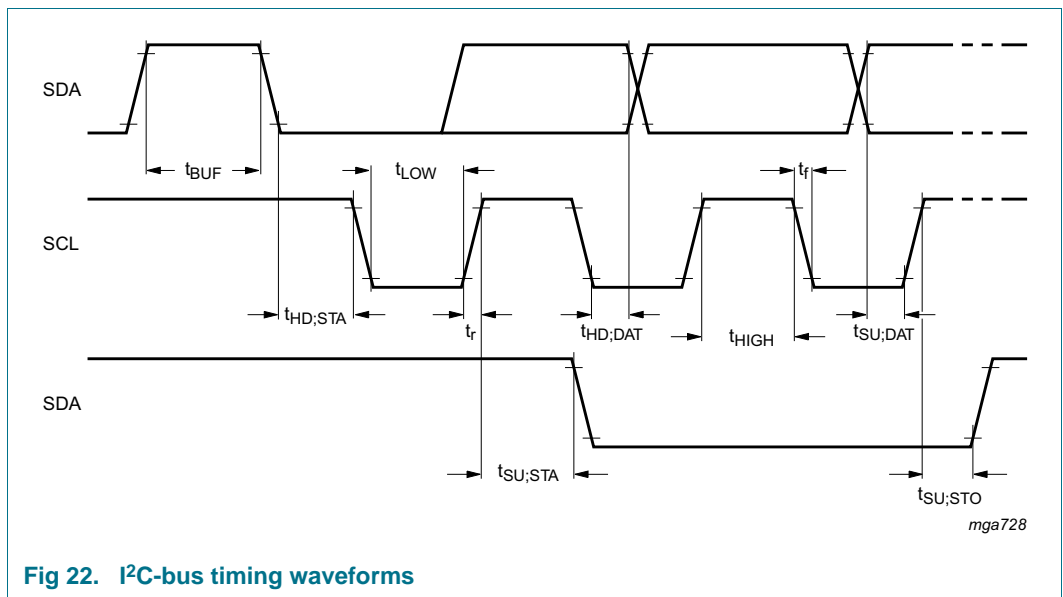 SDA
tBUF
tLOW
tf
SCL
tHD;STA
tr
tHD;DAT
tHIGH
tSU;DAT
SDA
tSU;STA
tSU;STO
mga728
Fig 22. I2C-bus timing waveforms